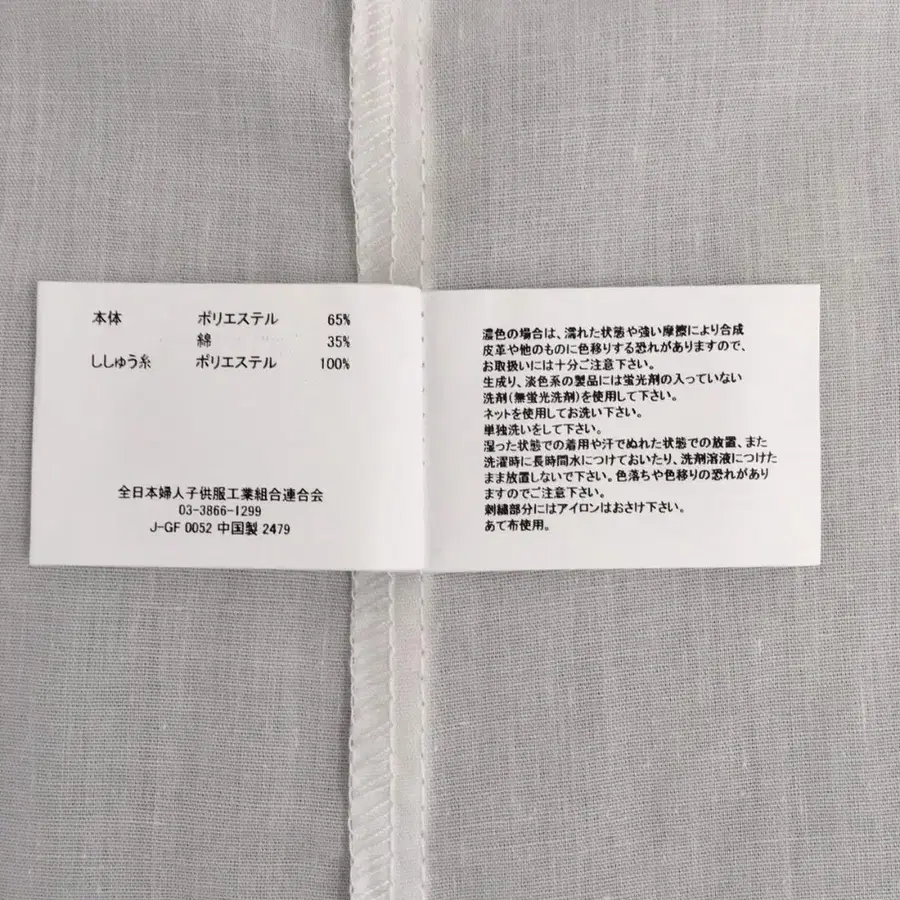 本体 ポリエステル 65%
綿 35%
ししゅう糸 ポリエステル 100%
全日本婦人子供服工業組合連合会
03-3866-1299
J-GF 0052 中国製 2479
濃色の場合は、濡れた状態や強い摩擦により合成
皮革や他のものに色移りする恐れがありますので、
お取扱いには十分ご注意下さい。
生成り、淡色系の製品には蛍光剤の入っていない
洗剤(無蛍光洗剤)を使用して下さい。
ネットを使用してお洗い下さい。
単独洗いをして下さい。
湿った状態での着用や汗でぬれた状態での放置、また
洗濯時に長時間水につけておいたり、洗剤溶液につけた
まま放置しないで下さい。色落ちや色移りの恐れがあり
ますのでご注意下さい。
刺繍部分にはアイロンはおさけ下さい。
あて布使用。